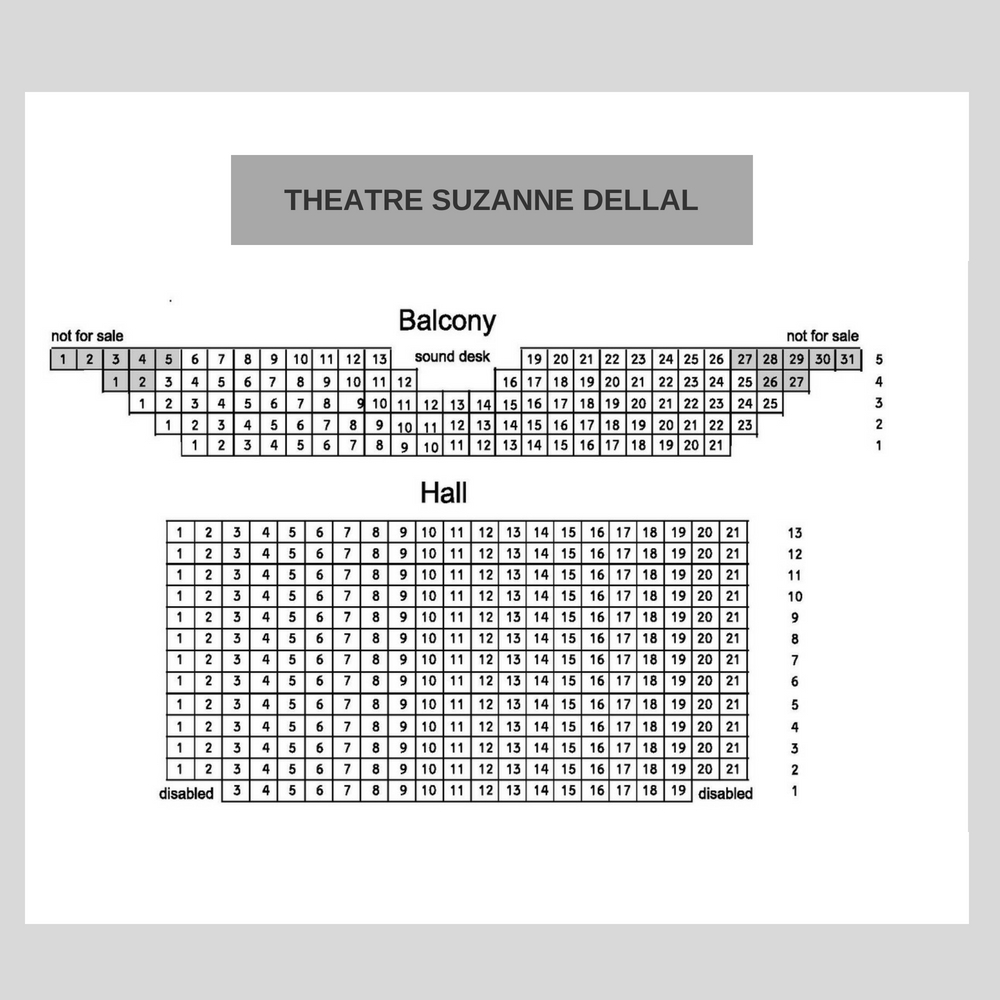 THEATRE SUZANNE DELLAL
Balcony
not for sale not for sale
1 2 3 4 5 6 7 8 9 10 11 12 13 sound desk 19 20 21 22 23 24 25 26 27 28 29 30 31 5
1 2 3 4 5 6 7 8 9 10 11 12 16 17 18 19 20 21 22 23 24 25 26 27 4
1 2 3 4 5 6 7 8 9 10 11 12 13 14 15 16 17 18 19 20 21 22 23 24 25 3
1 2 3 4 5 6 7 8 9 10 11 12 13 14 15 16 17 18 19 20 21 22 23 2
1 2 3 4 5 6 7 8 9 10 11 12 13 14 15 16 17 18 19 20 21 1
Hall
1 2 3 4 5 6 7 8 9 10 11 12 13 14 15 16 17 18 19 20 21 13
1 2 3 4 5 6 7 8 9 10 11 12 13 14 15 16 17 18 19 20 21 12
1 2 3 4 5 6 7 8 9 10 11 12 13 14 15 16 17 18 19 20 21 11
1 2 3 4 5 6 7 8 9 10 11 12 13 14 15 16 17 18 19 20 21 10
1 2 3 4 5 6 7 8 9 10 11 12 13 14 15 16 17 18 19 20 21 9
1 2 3 4 5 6 7 8 9 10 11 12 13 14 15 16 17 18 19 20 21 8
1 2 3 4 5 6 7 8 9 10 11 12 13 14 15 16 17 18 19 20 21 7
1 2 3 4 5 6 7 8 9 10 11 12 13 14 15 16 17 18 19 20 21 6
1 2 3 4 5 6 7 8 9 10 11 12 13 14 15 16 17 18 19 20 21 5
1 2 3 4 5 6 7 8 9 10 11 12 13 14 15 16 17 18 19 20 21 4
1 2 3 4 5 6 7 8 9 10 11 12 13 14 15 16 17 18 19 20 21 3
1 2 3 4 5 6 7 8 9 10 11 12 13 14 15 16 17 18 19 20 21 2
disabled 3 4 5 6 7 8 9 10 11 12 13 14 15 16 17 18 19 disabled 1